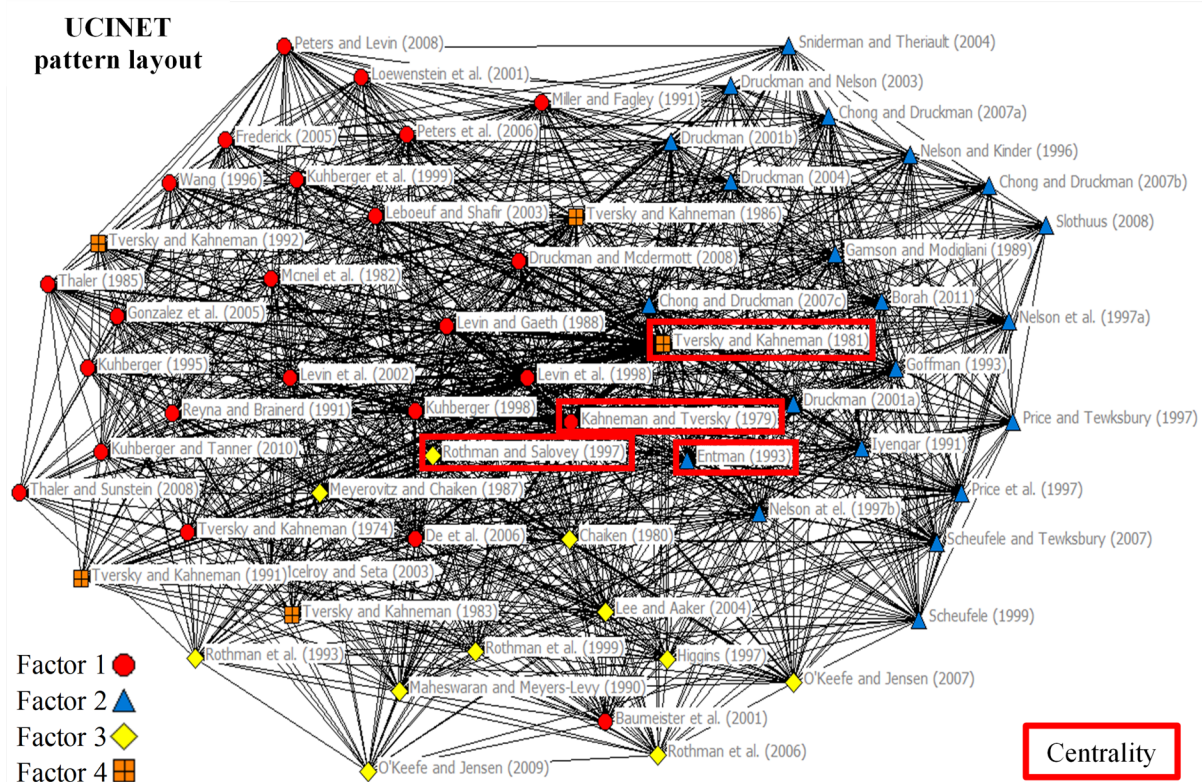 UCINET
pattern layout
Peters and Levin (2008)
Sniderman and Theriault (2004)
Loewenstein et al. (2001)
Druckman and Nelson (2003)
Miller and Fagley (1991)
Chong and Druckman (2007a)
Frederick (2005)
Peters et al. (2006)
Druckman (2001b)
Nelson and Kinder (1996)
Wang (1996)
Kuhberger et al. (1999)
Druckman (2004)
Chong and Druckman (2007b)
Leboeuf and Shafir (2003)
Tversky and Kahneman (1986)
Slothuus (2008)
Tversky and Kahneman (1992)
Druckman and Mcdermott (2008)
Gamson and Modigliani (1989)
Thaler (1985)
Mcneil et al. (1982)
Chong and Druckman (2007c)
Borah (2011)
Gonzalez et al. (2005)
Levin and Gaeth (1988)
Nelson et al. (1997a)
Tversky and Kahneman (1981)
Kuhberger (1995)
Levin et al. (2002)
Levin et al. (1998)
Goffman (1993)
Reyna and Brainerd (1991)
Kuhberger (1998)
Kahneman and Tversky (1979)
Druckman (2001a)
Price and Tewksbury (1997)
Kuhberger and Tanner (2010)
Rothman and Salovey (1997)
Entman (1993)
Iyengar (1991)
Thaler and Sunstein (2008)
Meyerovitz and Chaiken (1987)
Price et al. (1997)
Nelson at el. (1997b)
Tversky and Kahneman (1974)
De et al. (2006)
Chaiken (1980)
Scheufele and Tewksbury (2007)
Tversky and Kahneman (1991)
Icelroy and Seta (2003)
Tversky and Kahneman (1983)
Lee and Aaker (2004)
Scheufele (1999)
Rothman et al. (1993)
Rothman et al. (1999)
Higgins (1997)
O'Keefe and Jensen (2007)
Maheswaran and Meyers-Levy (1990)
Baumeister et al. (2001)
Rothman et al. (2006)
O'Keefe and Jensen (2009)
Factor 1
Factor 2
Factor 3
Factor 4
Centrality